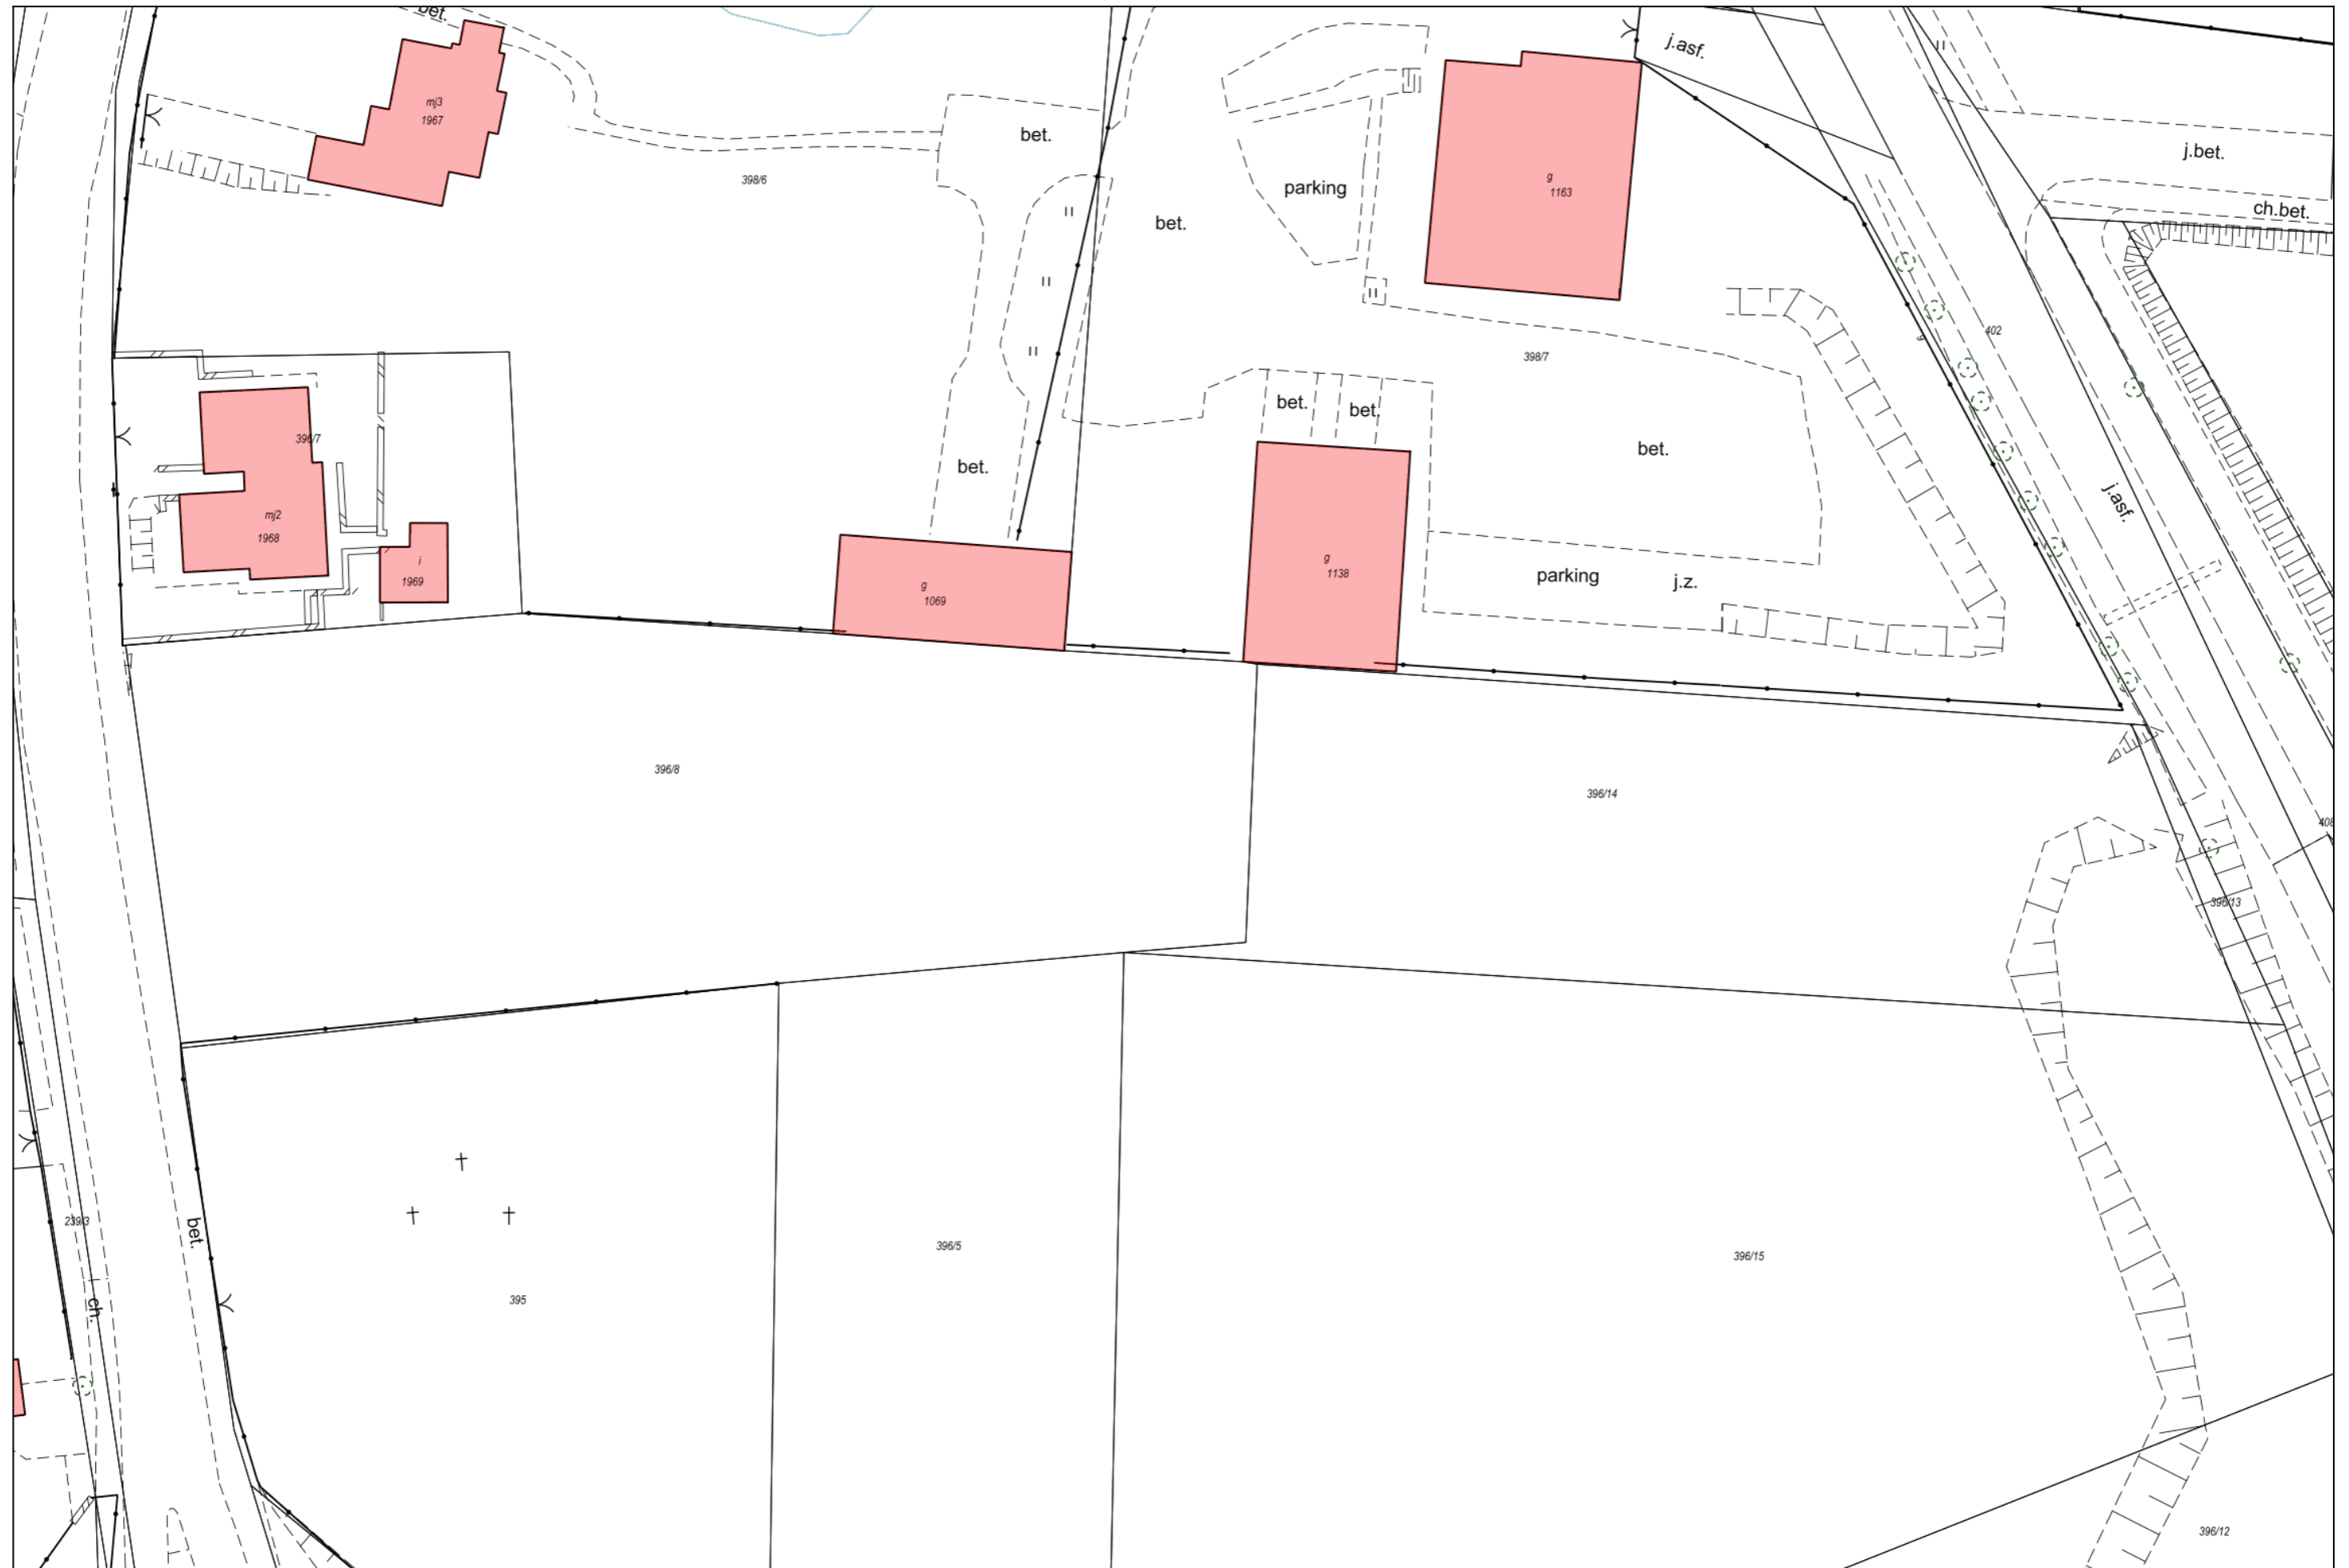 bet.
j.asf.
mj3
1967
bet.
j.bet.
398/6
parking
g
1163
ch.bet.
bet.
402
g
398/7
bet.
bet.
396/7
bet.
bet.
j.asf.
mj2
1968
i
1969
g
1069
g
1138
parking
j.z.
396/8
396/14
408
396/13
239/3
bet.
396/5
396/15
395
ch.
396/12